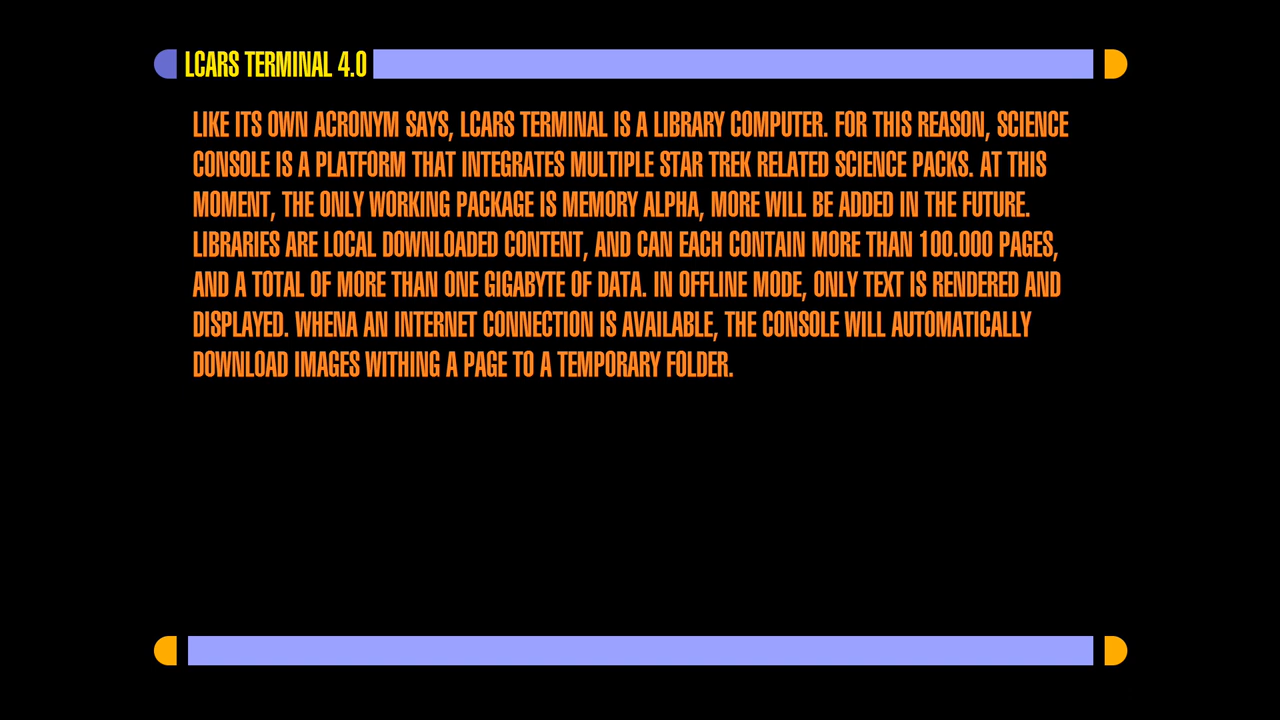 LCARS TERMINAL 4.0
LIKE ITS OWN ACRONYM SAYS, LCARS TERMINAL IS A LIBRARY COMPUTER. FOR THIS REASON, SCIENCE
CONSOLE IS A PLATFORM THAT INTEGRATES MULTIPLE STAR TREK RELATED SCIENCE PACKS. AT THIS
MOMENT, THE ONLY WORKING PACKAGE IS MEMORY ALPHA, MORE WILL BE ADDED IN THE FUTURE.
LIBRARIES ARE LOCAL DOWNLOADED CONTENT, AND CAN EACH CONTAIN MORE THAN 100.000 PAGES,
AND A TOTAL OF MORE THAN ONE GIGABYTE OF DATA. IN OFFLINE MODE, ONLY TEXT IS RENDERED AND
DISPLAYED. WHENA AN INTERNET CONNECTION IS AVAILABLE, THE CONSOLE WILL AUTOMATICALLY
DOWNLOAD IMAGES WITHING A PAGE TO A TEMPORARY FOLDER.